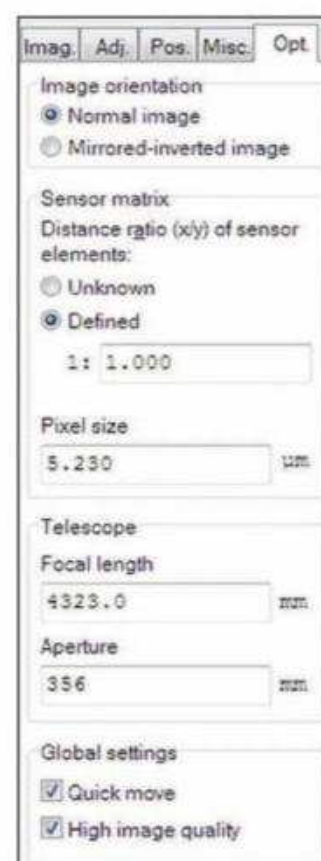 Imag. Adj. Pos. Misc. Opt.
Image orientation
Normal image
Mirrored-inverted image
Sensor matrix
Distance ratio (x/y) of sensor
elements:
Unknown
Defined
1: 1.000
Pixel size
5.230 um
Telescope
Focal length
4323.0 mm
Aperture
356 mm
Global settings
Quick move
High image quality